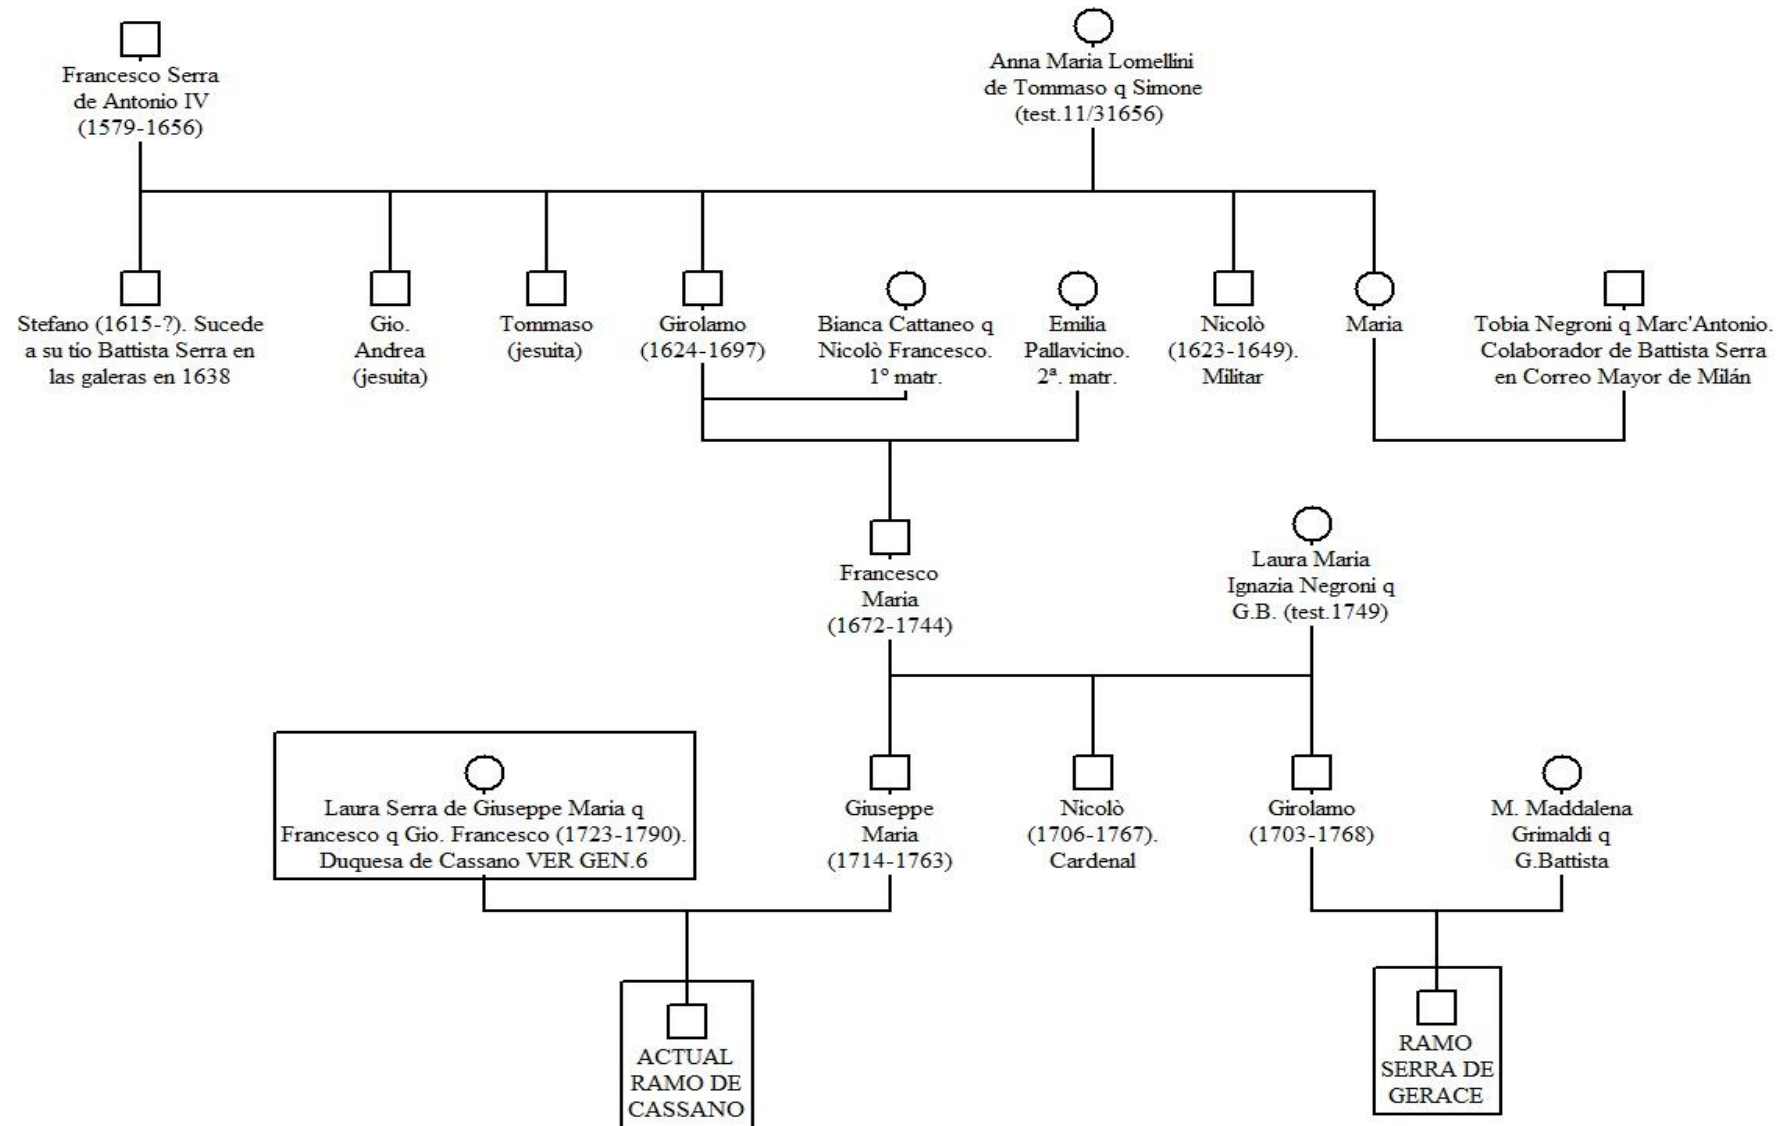 Francesco Serra
de Antonio IV
(1579-1656)
Anna Maria Lomellini
de Tommaso q Simone
(test.11/31656)
Stefano (1615-?). Sucede
a su tío Battista Serra en
las galeras en 1638
Gio.
Andrea
(jesuita)
Tommaso
(jesuita)
Girolamo
(1624-1697)
Bianca Cattaneo q
Nicolò Francesco.
1º matr.
Emilia
Pallavicino.
2ª. matr.
Nicolò
(1623-1649).
Militar
Maria
Tobia Negroni q Marc'Antonio.
Colaborador de Battista Serra
en Correo Mayor de Milán
Francesco
Maria
(1672-1744)
Laura Maria
Ignazia Negroni q
G.B. (test.1749)
Laura Serra de Giuseppe Maria q
Francesco q Gio. Francesco (1723-1790).
Duquesa de Cassano VER GEN.6
Giuseppe
Maria
(1714-1763)
Nicolò
(1706-1767).
Cardenal
Girolamo
(1703-1768)
M. Maddalena
Grimaldi q
G.Battista
ACTUAL
RAMO DE
CASSANO
RAMO
SERRA DE
GERACE